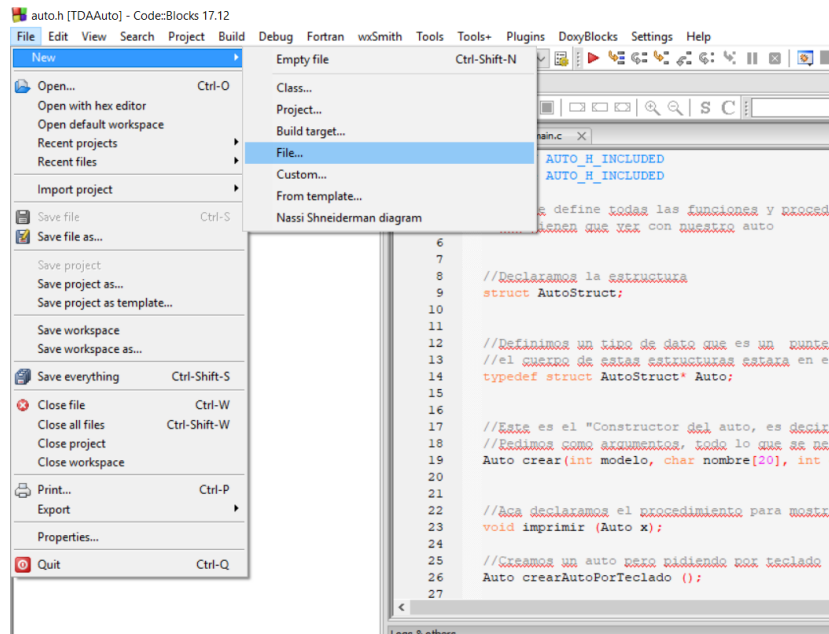 auto.h [TDAAuto] - Code::Blocks 17.12
File Edit View Search Project Build Debug Fortran wxSmith Tools Tools+ Plugins DoxyBlocks Settings Help
New
Open... Ctrl-O
Open with hex editor
Open default workspace
Recent projects
Recent files
Import project
Save file Ctrl-S
Save file as...
Save project
Save project as...
Save project as template...
Save workspace
Save workspace as...
Save everything Ctrl-Shift-S
Close file Ctrl-W
Close all files Ctrl-Shift-W
Close project
Close workspace
Print... Ctrl-P
Export
Properties...
Quit Ctrl-Q
Empty file Ctrl-Shift-N
Class...
Project...
Build target...
File...
Custom...
From template...
Nassi Shneiderman diagram
S C
main.c
AUTO_H_INCLUDED
AUTO_H_INCLUDED
define todas las funciones y proced
tienen que ver con nuestro auto
6
7
8 //Declaramos la estructura
9 struct AutoStruct;
10
11
12 //Definimos un tipo de dato que es un punte
13 //el cuerpo de estas estructuras estara en e
14 typedef struct AutoStruct* Auto;
15
16
17 //Este es el "Constructor del auto, es decir
18 //Pedimos como argumentos, todo lo que se ne
19 Auto crear(int modelo, char nombre[20], int
20
21
22 //Aca declaramos el procedimiento para mostr
23 void imprimir (Auto x);
24
25 //Creamos un auto pero pidiendo por teclado
26 Auto crearAutoPorTeclado ();
27
Logs & others